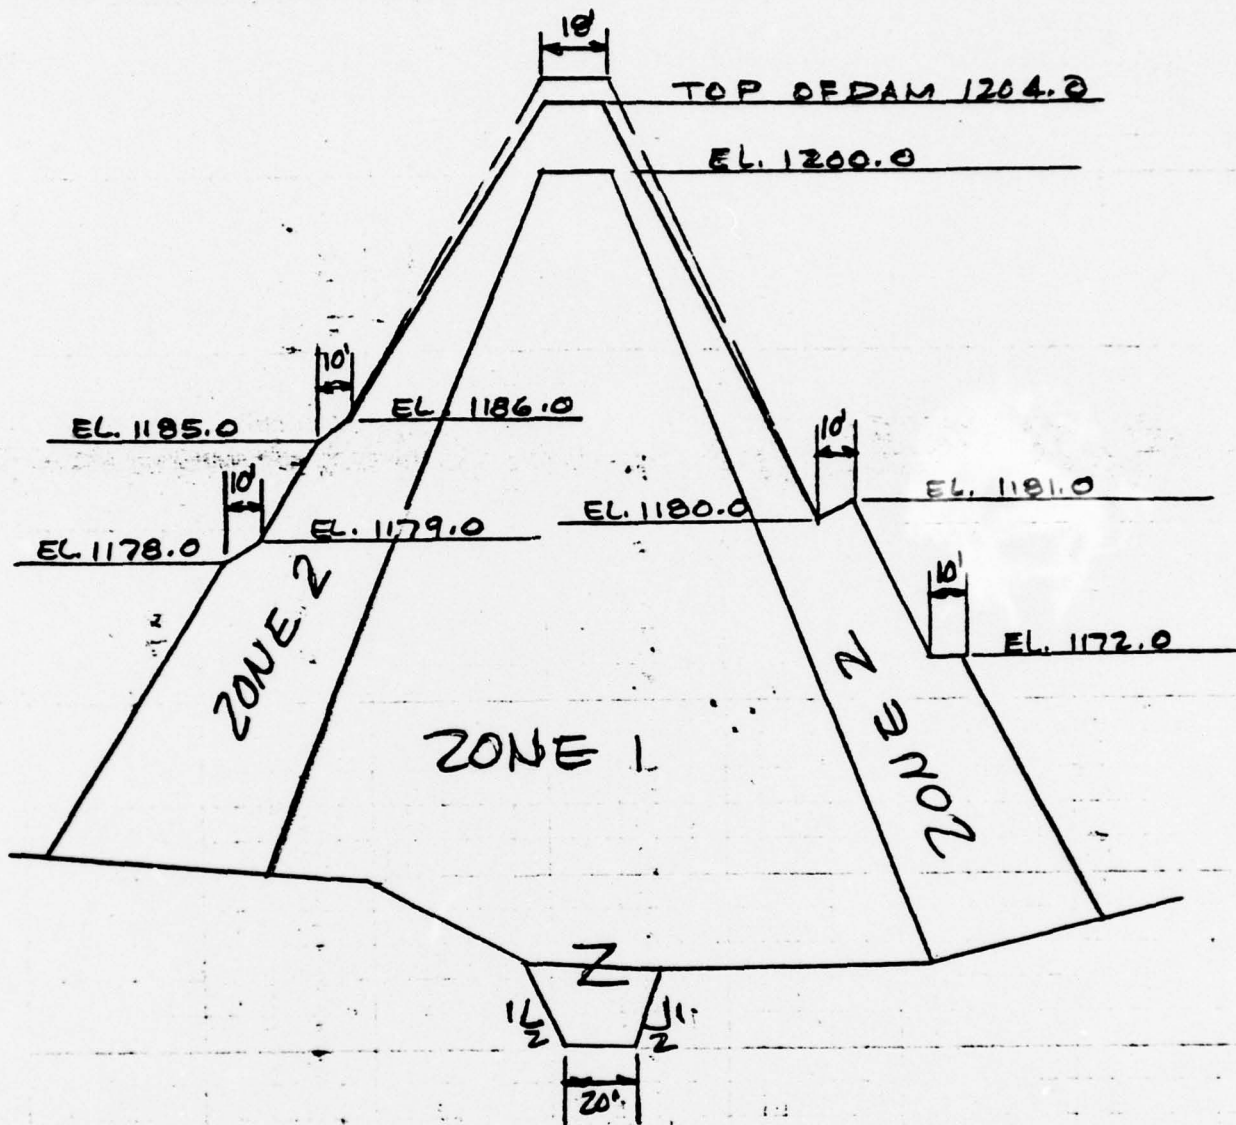 18'
TOP OF DAM 1204.0
EL. 1200.0
10'
EL. 1186.0
EL. 1185.0
10'
10'
EL. 1181.0
EL. 1180.0
EL. 1179.0
EL. 1178.0
10'
EL. 1172.0
ZONE 2
ZONE 2
ZONE 1
1
2
1
2
20'